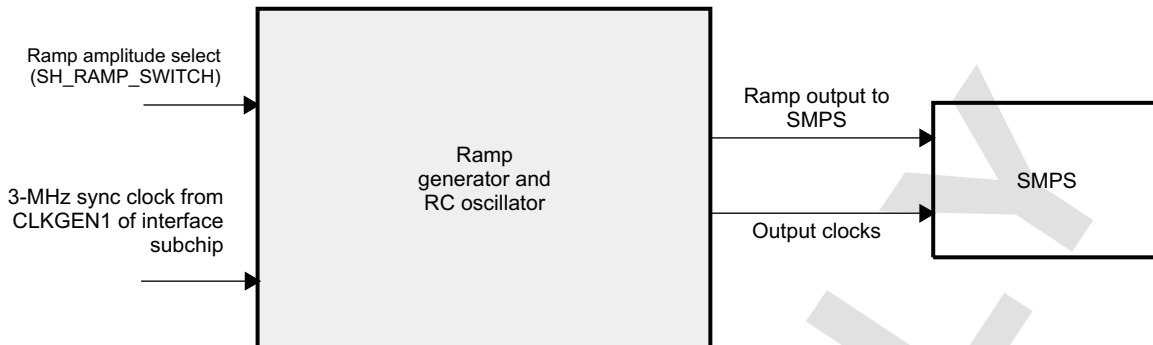 Ramp amplitude select
(SH_RAMP_SWITCH)
3-MHz sync clock from
CLKGEN1 of interface
subchip
Ramp
generator and
RC oscillator
Ramp output to
SMPS
Output clocks
SMPS